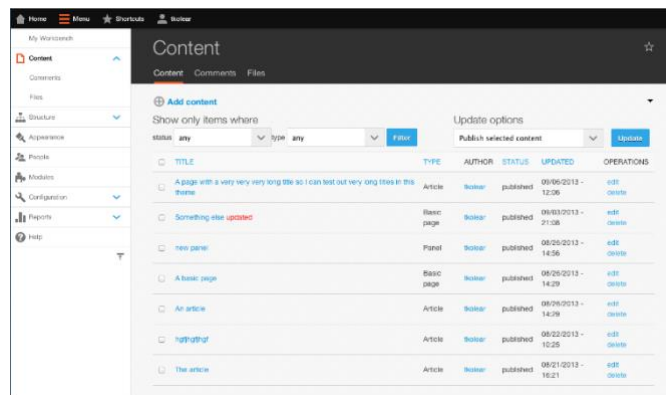 Home Menu Shortcuts tkolear
My Workbench
Content
Comments
Files
Structure
Appearance
People
Modules
Configuration
Reports
Help
Content
Content Comments Files
Add content
Show only items where
status any type any Filter
Update options
Publish selected content Update
TITLE TYPE AUTHOR STATUS UPDATED OPERATIONS
A page with a very very very long title so I can test out very long titles in this
theme
Article tkolear published 09/06/2013 -
12:06
edit
delete
Something else updated
Basic
page
tkolear published 09/03/2013 -
21:08
edit
delete
new panel Panel tkolear published 08/26/2013 -
14:56
edit
delete
A basic page
Basic
page
tkolear published 08/26/2013 -
14:29
edit
delete
An article Article tkolear published 08/26/2013 -
14:29
edit
delete
Article tkolear published 08/22/2013 -
10:25
edit
delete
The article Article tkolear published 08/21/2013 -
16:21
edit
delete